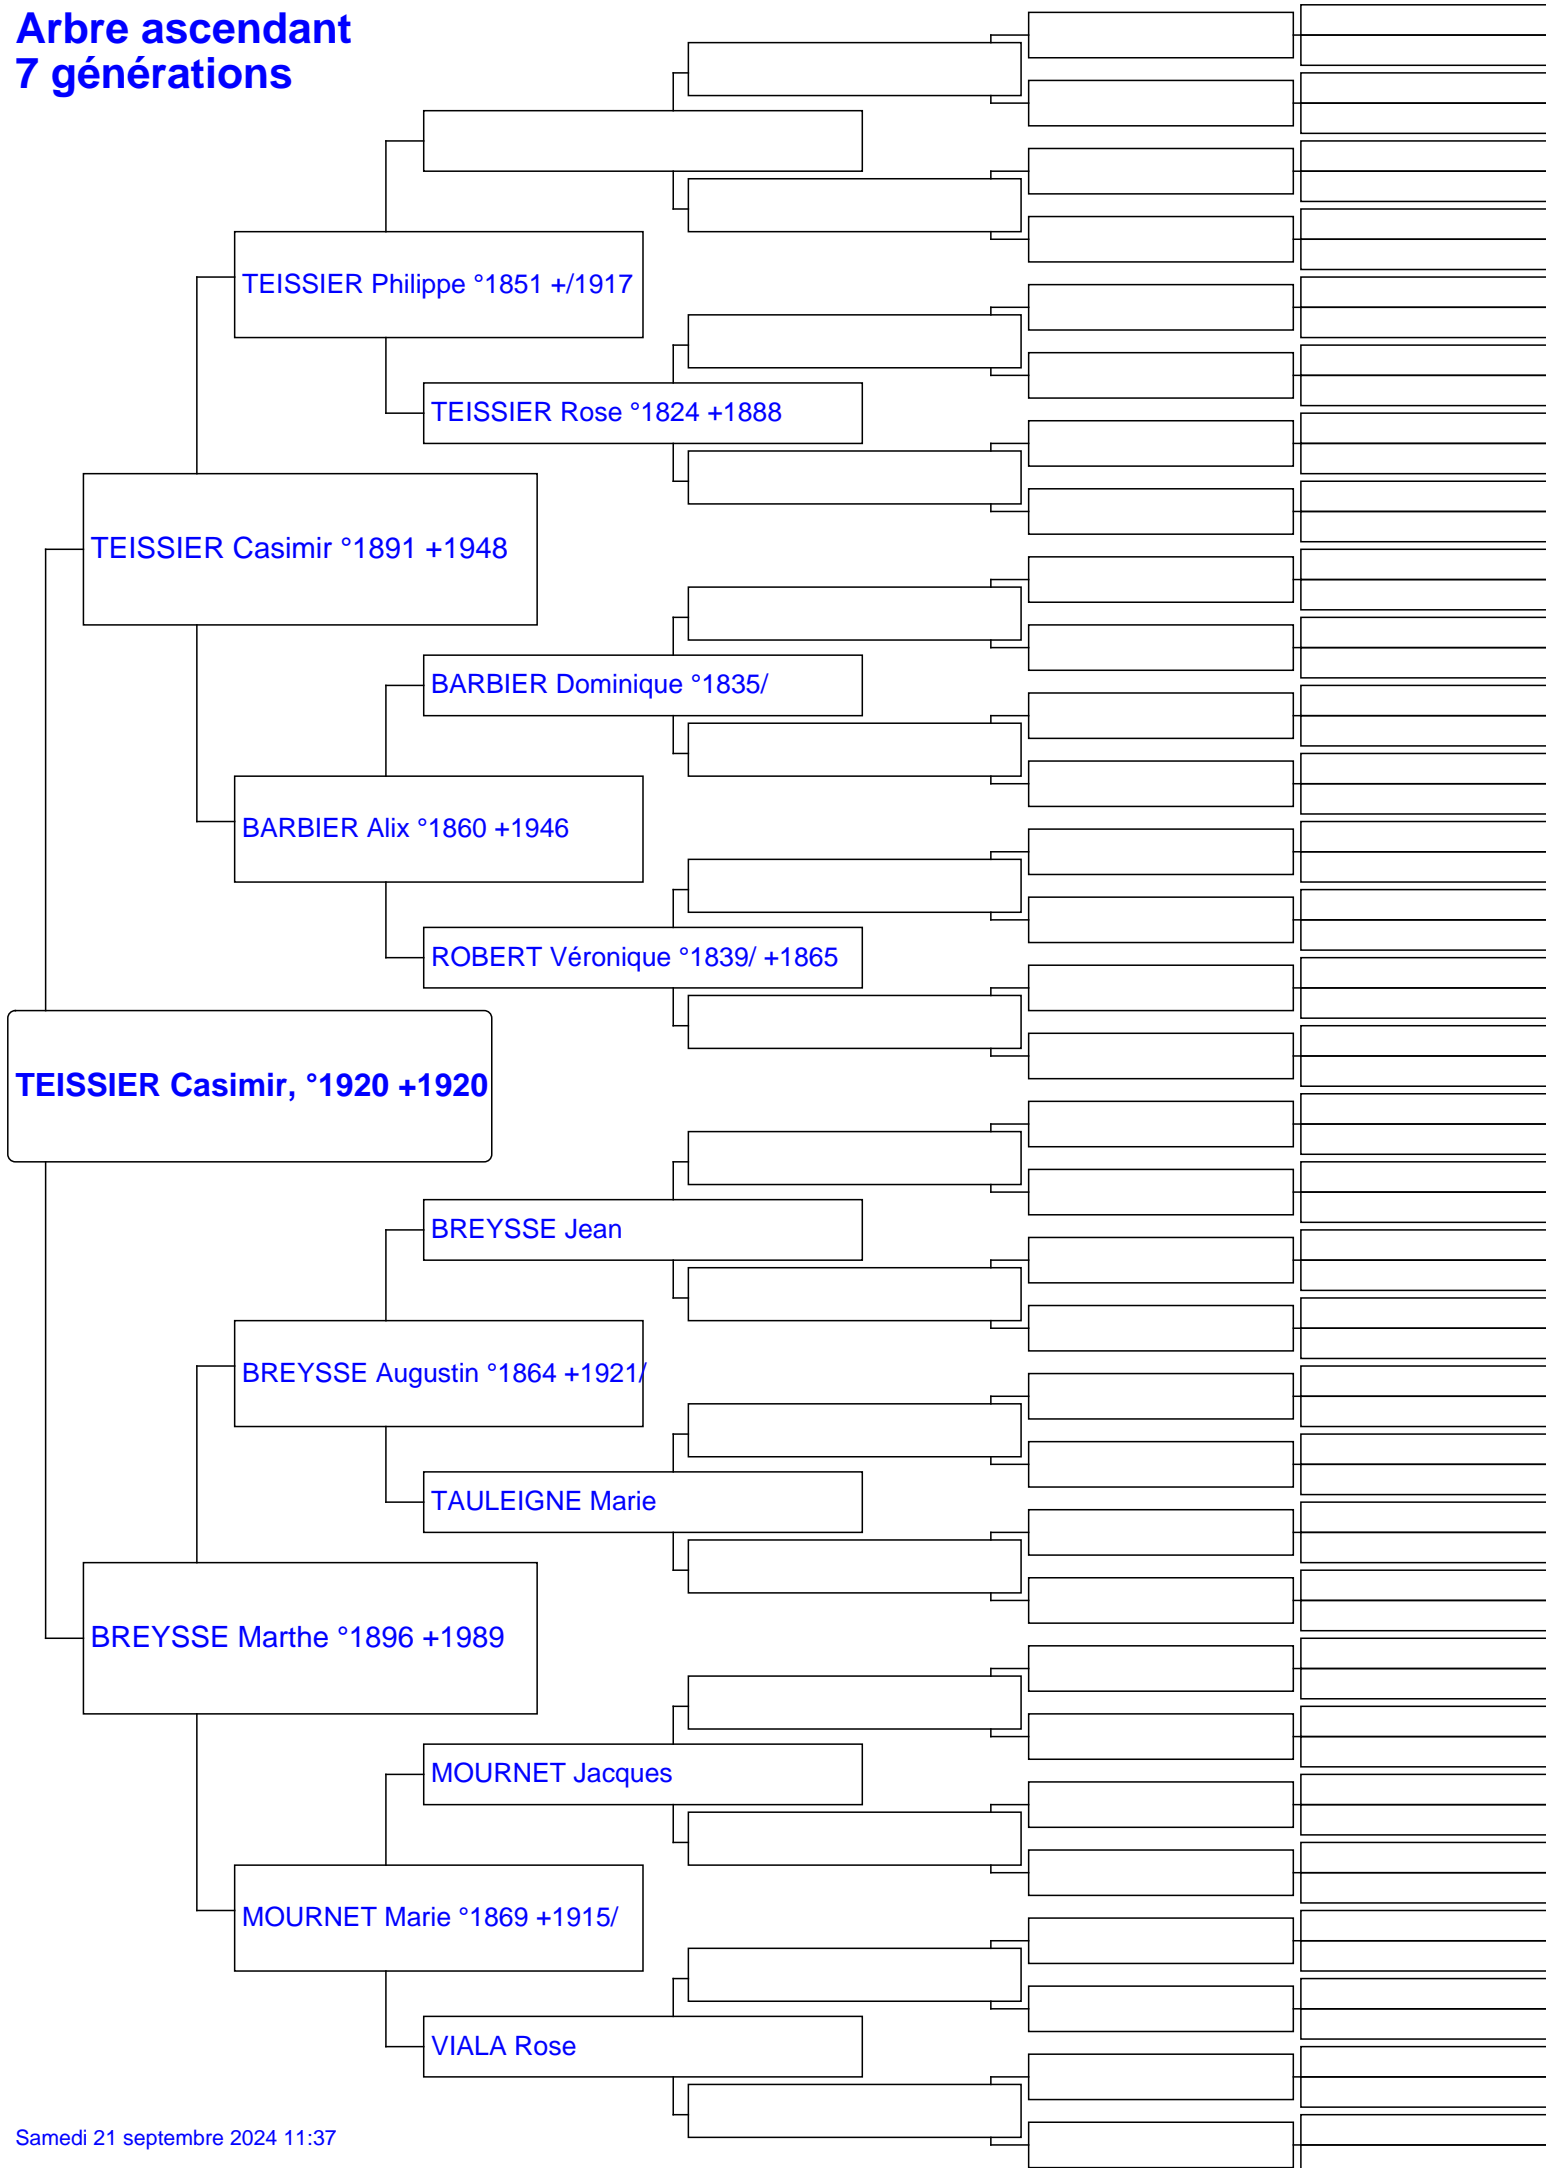 Arbre ascendant
7 générations
TEISSIER Philippe °1851 +/1917
TEISSIER Rose °1824 +1888
TEISSIER Casimir °1891 +1948
BARBIER Dominique °1835/
BARBIER Alix °1860 +1946
ROBERT Véronique °1839/ +1865
TEISSIER Casimir, °1920 +1920
BREYSSE Jean
BREYSSE Augustin °1864 +1921/
TAULEIGNE Marie
BREYSSE Marthe °1896 +1989
MOURNET Jacques
MOURNET Marie °1869 +1915/
VIALA Rose
Samedi 21 septembre 2024 11:37